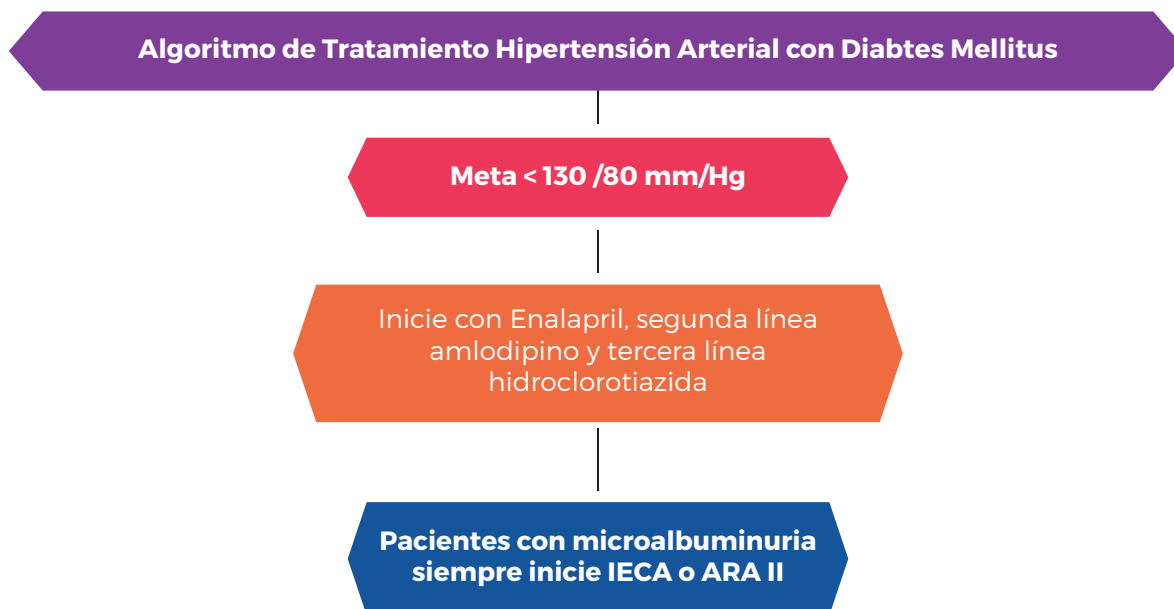 Algoritmo de Tratamiento Hipertensión Arterial con Diabtes Mellitus
Meta < 130 /80 mm/Hg
Inicie con Enalapril, segunda línea
amlodipino y tercera línea
hidroclorotiazida
Pacientes con microalbuminuria
siempre inicie IECA o ARA II